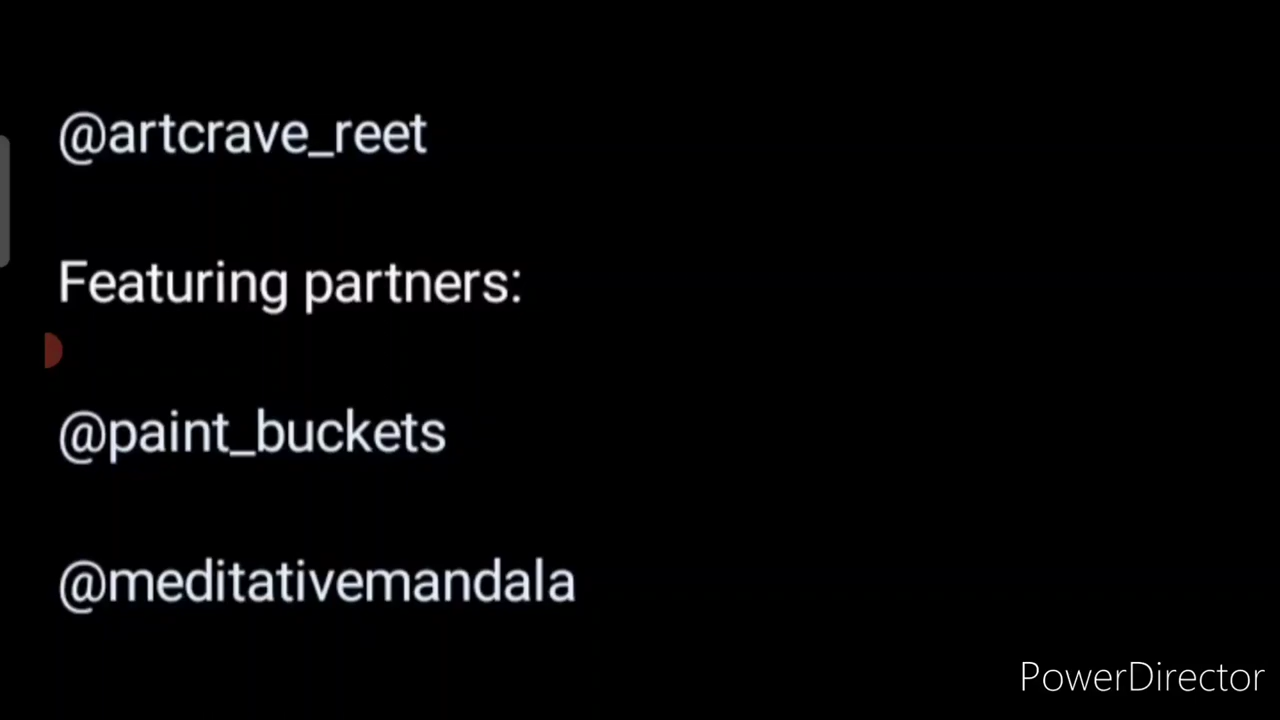 @artcrave_reet
Featuring partners:
@paint_buckets
@meditativemandala
PowerDirector